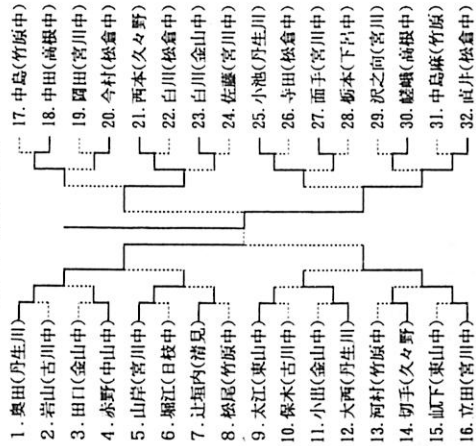 1. 奥田(丹生川)
2. 岩山(古川中)
3. 田口(金山中)
4. 赤野(中山中)
5. 山岸(宮川中)
6. 堀江(日枝中)
7. 辻垣内(清見)
8. 松尾(竹原中)
9. 太江(東山中)
10. 保木(古川中)
11. 小出(金山中)
12. 大西(丹生川)
13. 河村(竹原中)
14. 切手(久々野)
15. 山下(東山中)
16. 立田(宮川中)
17. 中島(竹原中)
18. 中田(高根中)
19. 岡田(宮川中)
20. 今村(松倉中)
21. 西本(久々野)
22. 白川(松倉中)
23. 白川(金山中)
24. 佐藤(宮川中)
25. 小池(丹生川)
26. 寺田(松倉中)
27. 面手(宮川中)
28. 栃本(下呂中)
29. 沢之向(宮川)
30. 嵯峨(高根中)
31. 中島麻(竹原)
32. 直井(松倉中)